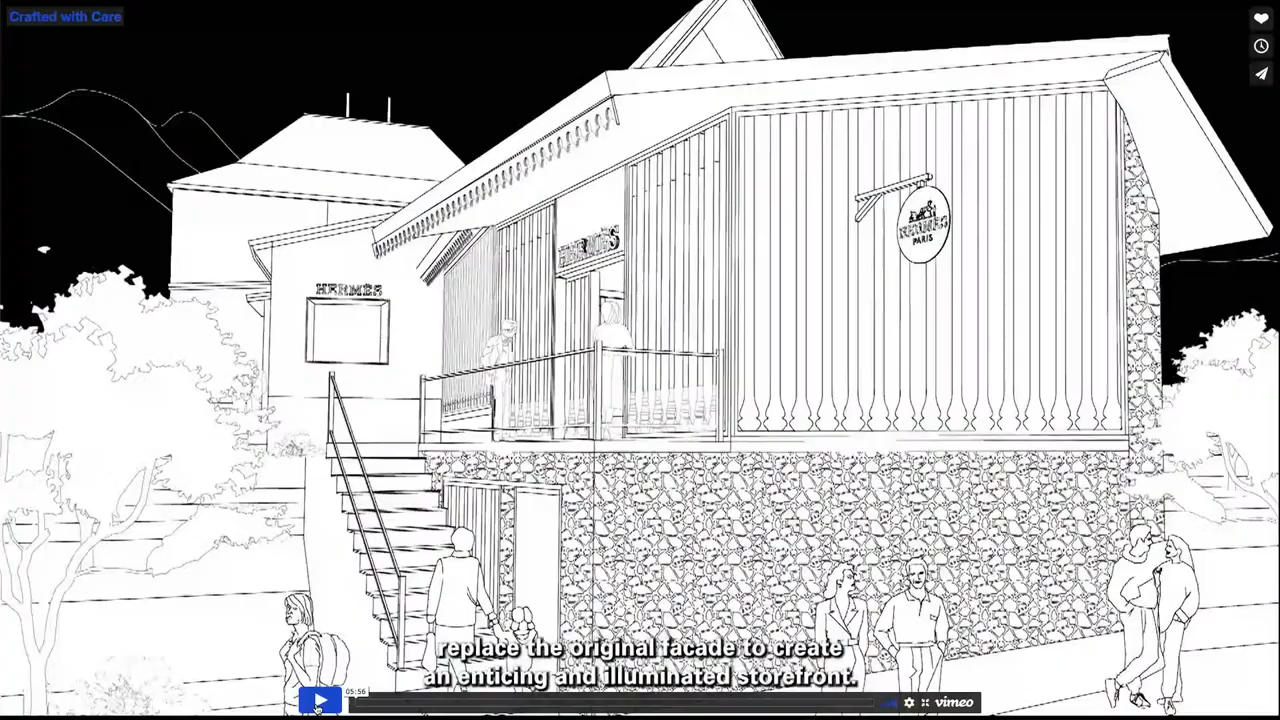 Crafted with Care
HERMÈS
HERMÈS
HERMÈS
PARIS
replace the original facade to create
an enticing and illuminated storefront.
05:56
vimeo